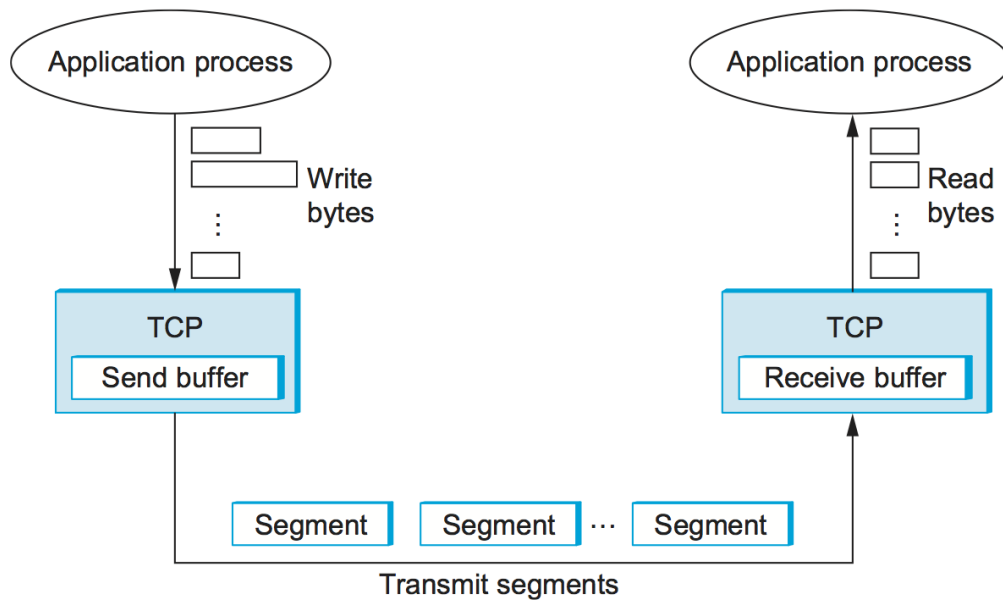 Application process
Application process
Write
bytes
⋮
Read
bytes
⋮
TCP
Send buffer
TCP
Receive buffer
Segment
Segment
...
Segment
Transmit segments